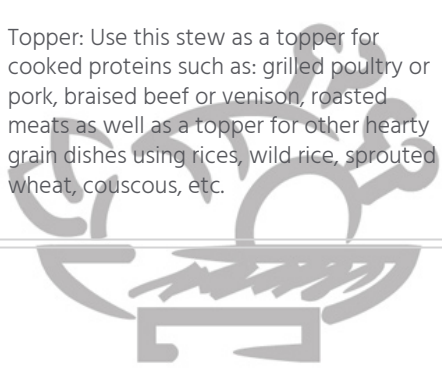 Topper: Use this stew as a topper for
cooked proteins such as: grilled poultry or
pork, braised beef or venison, roasted
meats as well as a topper for other hearty
grain dishes using rices, wild rice, sprouted
wheat, couscous, etc.